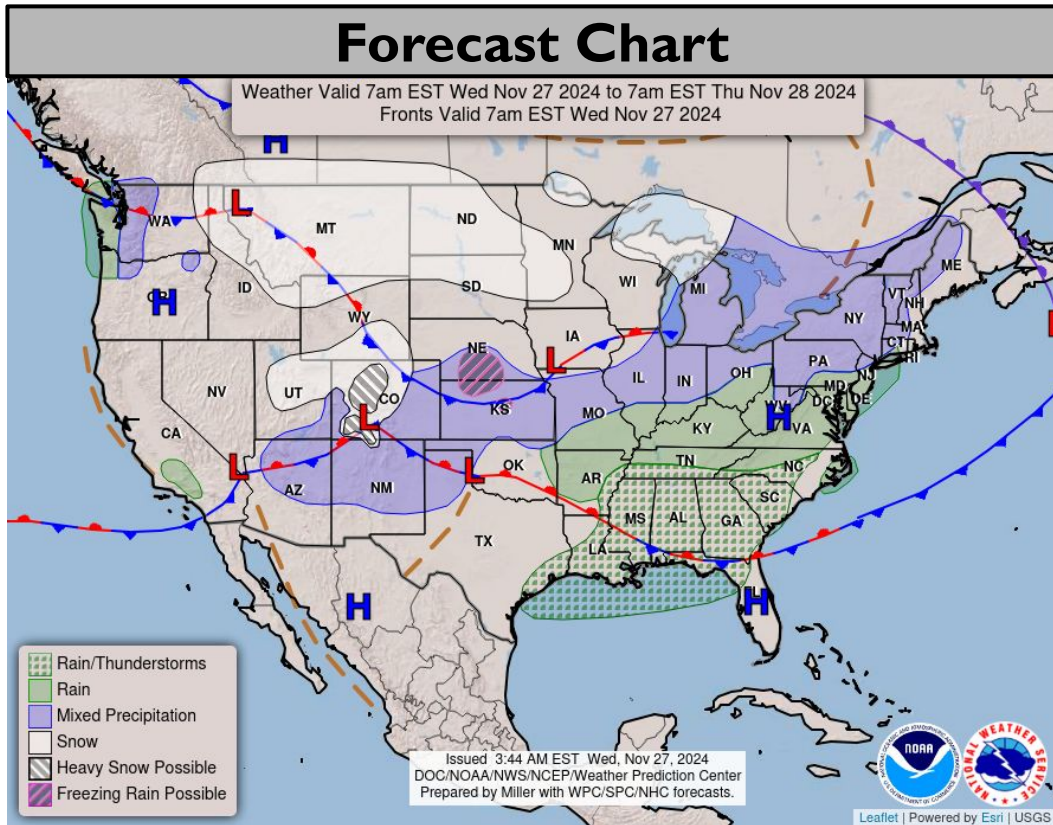 Forecast Chart
Weather Valid 7am EST Wed Nov 27 2024 to 7am EST Thu Nov 28 2024
Fronts Valid 7am EST Wed Nov 27 2024
H
WA
L
MT
ND
MN
ME
ID
SD
WI
MI
VT
NH
OR
H
WY
NY
MA
CT
RI
L
IA
NE
PA
NJ
NV
UT
CO
IL
IN
OH
MD
DE
DC
WV
H
VA
KS
MO
KY
CA
L
L
L
OK
TN
NC
AZ
NM
AR
SC
TX
MS
AL
GA
LA
H
FL
H
L
Rain/Thunderstorms
Rain
Mixed Precipitation
Snow
Heavy Snow Possible
Freezing Rain Possible
Issued 3:44 AM EST Wed, Nov 27, 2024
DOC/NOAA/NWS/NCEP/Weather Prediction Center
Prepared by Miller with WPC/SPC/NHC forecasts.
NOAA
NATIONAL WEATHER SERVICE
Leaflet | Powered by Esri | USGS